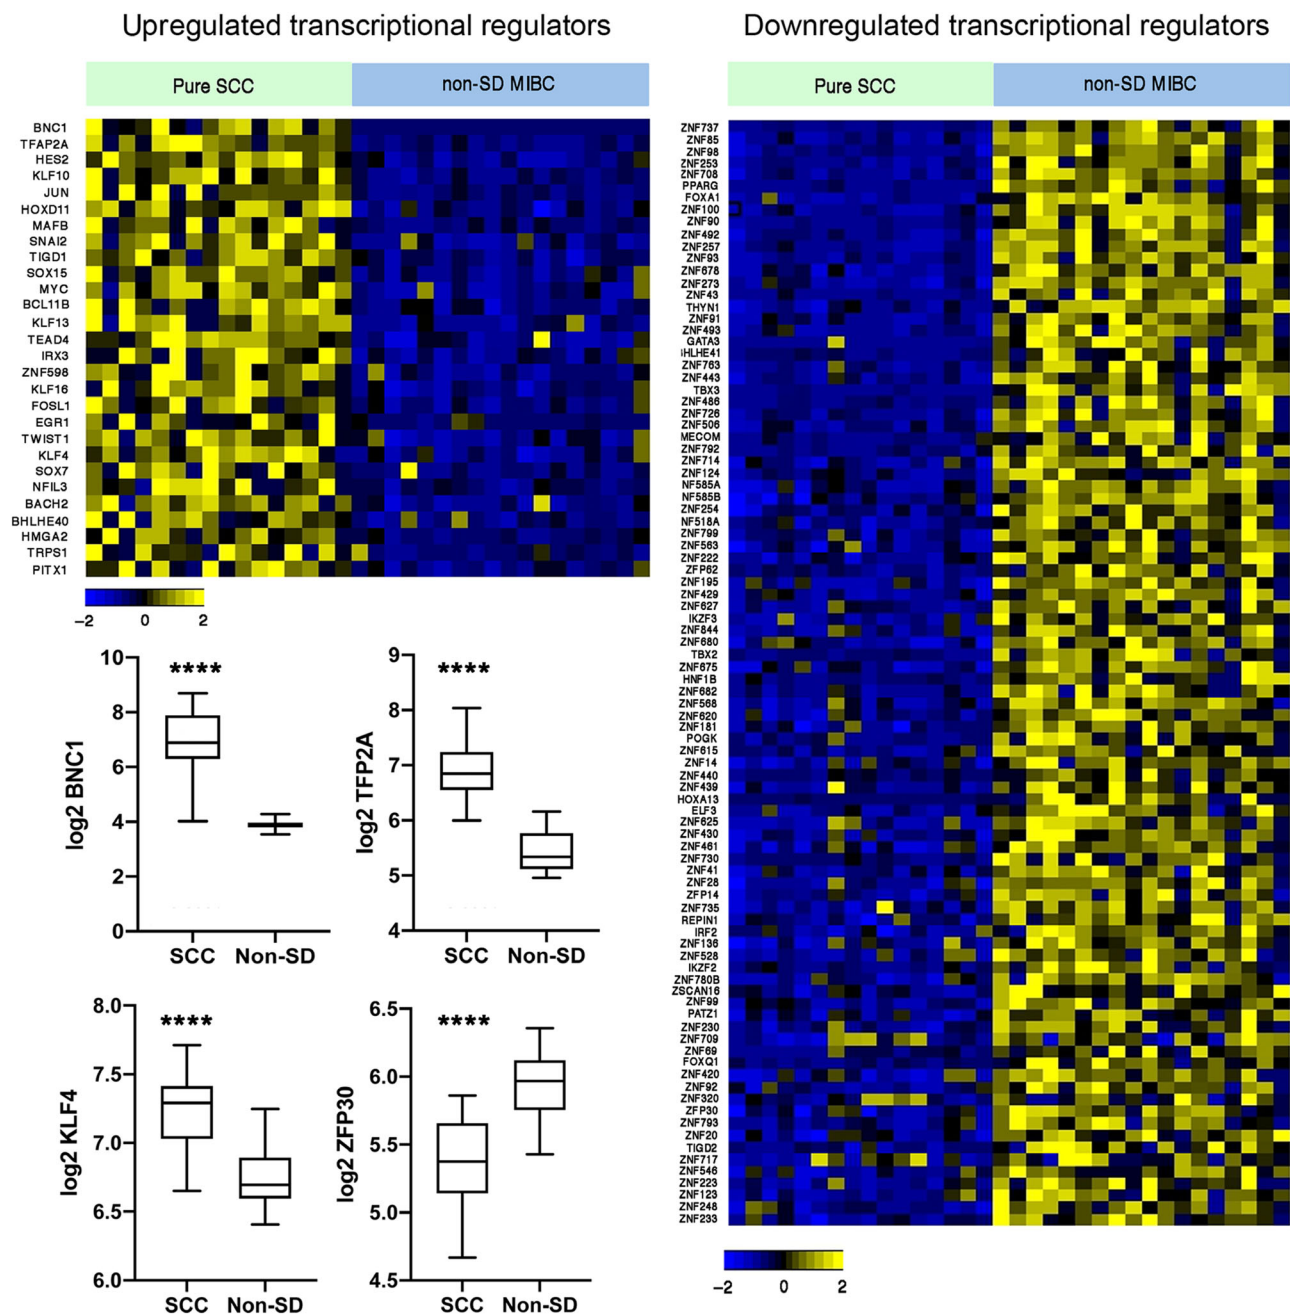 Upregulated transcriptional regulators
Pure SCC
non-SD MIBC
BNC1
TFAP2A
HES2
KLF10
JUN
HOXD11
MAFB
SNAI2
TIGD1
SOX15
MYC
BCL11B
KLF13
TEAD4
IRX3
ZNF598
KLF16
FOSL1
EGR1
TWIST1
KLF4
SOX7
NFIL3
BACH2
BHLHE40
HMGA2
TRPS1
PITX1
−2 0 2
log2 BNC1
10
8
6
4
2
0
****
SCC Non-SD
log2 TFP2A
9
8
7
6
5
4
****
SCC Non-SD
log2 KLF4
8.0
7.5
7.0
6.5
6.0
****
SCC Non-SD
log2 ZFP30
6.5
6.0
5.5
5.0
4.5
****
SCC Non-SD
Downregulated transcriptional regulators
Pure SCC
non-SD MIBC
ZNF737
ZNF85
ZNF98
ZNF253
ZNF708
PPARG
FOXA1
ZNF100
ZNF90
ZNF492
ZNF257
ZNF93
ZNF678
ZNF273
ZNF43
THYN1
ZNF91
ZNF493
GATA3
BHLHE41
ZNF763
ZNF443
TBX3
ZNF486
ZNF726
ZNF506
MECOM
ZNF792
ZNF714
ZNF124
NF585A
NF585B
ZNF254
NF518A
ZNF799
ZNF563
ZNF222
ZFP62
ZNF195
ZNF429
ZNF627
IKZF3
ZNF844
ZNF680
TBX2
ZNF675
HNF1B
ZNF682
ZNF568
ZNF620
ZNF181
POGK
ZNF615
ZNF14
ZNF440
ZNF439
HOXA13
ELF3
ZNF625
ZNF430
ZNF461
ZNF730
ZNF41
ZNF28
ZFP14
ZNF735
REPIN1
IRF2
ZNF136
ZNF528
IKZF2
ZNF780B
ZSCAN16
ZNF99
PATZ1
ZNF230
ZNF709
ZNF69
FOXQ1
ZNF420
ZNF92
ZNF320
ZFP30
ZNF793
ZNF20
TIGD2
ZNF717
ZNF546
ZNF223
ZNF123
ZNF248
ZNF233
−2 0 2